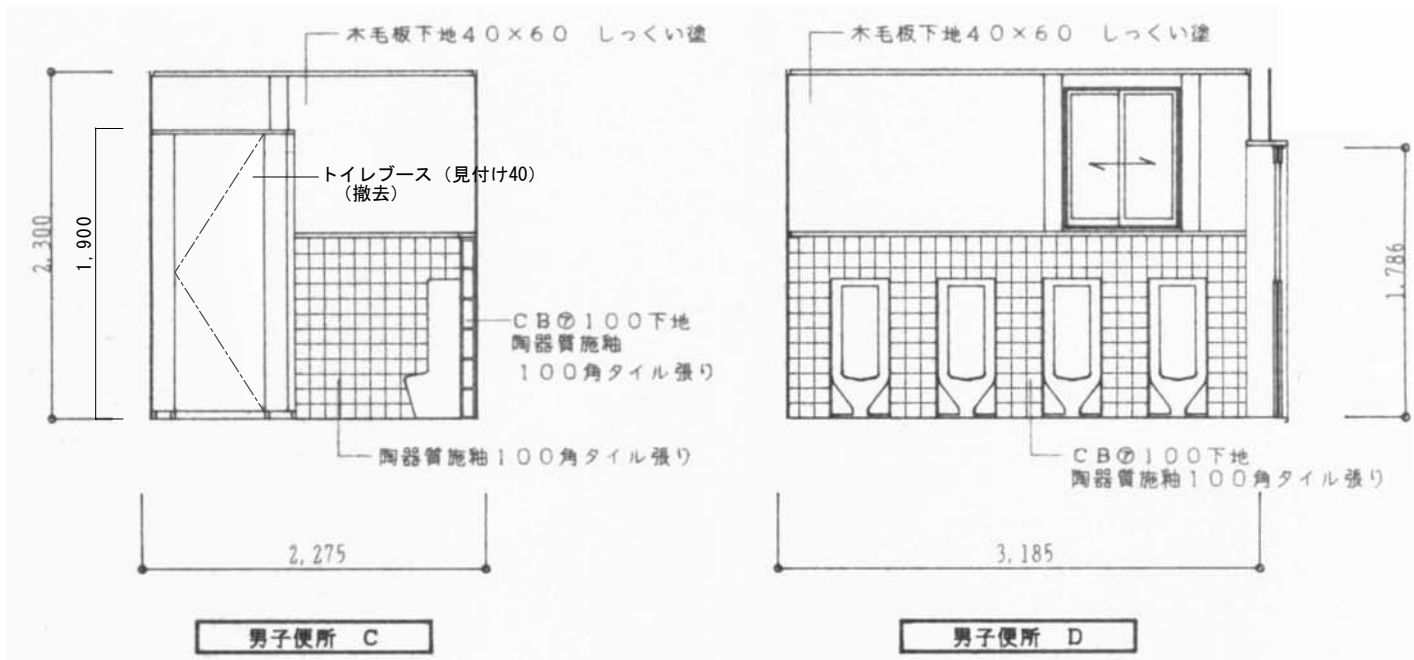 木毛板下地40×60 しっくい塗
2,300
1,900
トイレブース（見付け40）
（撤去）
CB㋐100下地
陶器質施釉
100角タイル張り
陶器質施釉100角タイル張り
2,275
男子便所 C
木毛板下地40×60 しっくい塗
1,786
CB㋐100下地
陶器質施釉100角タイル張り
3,185
男子便所 D